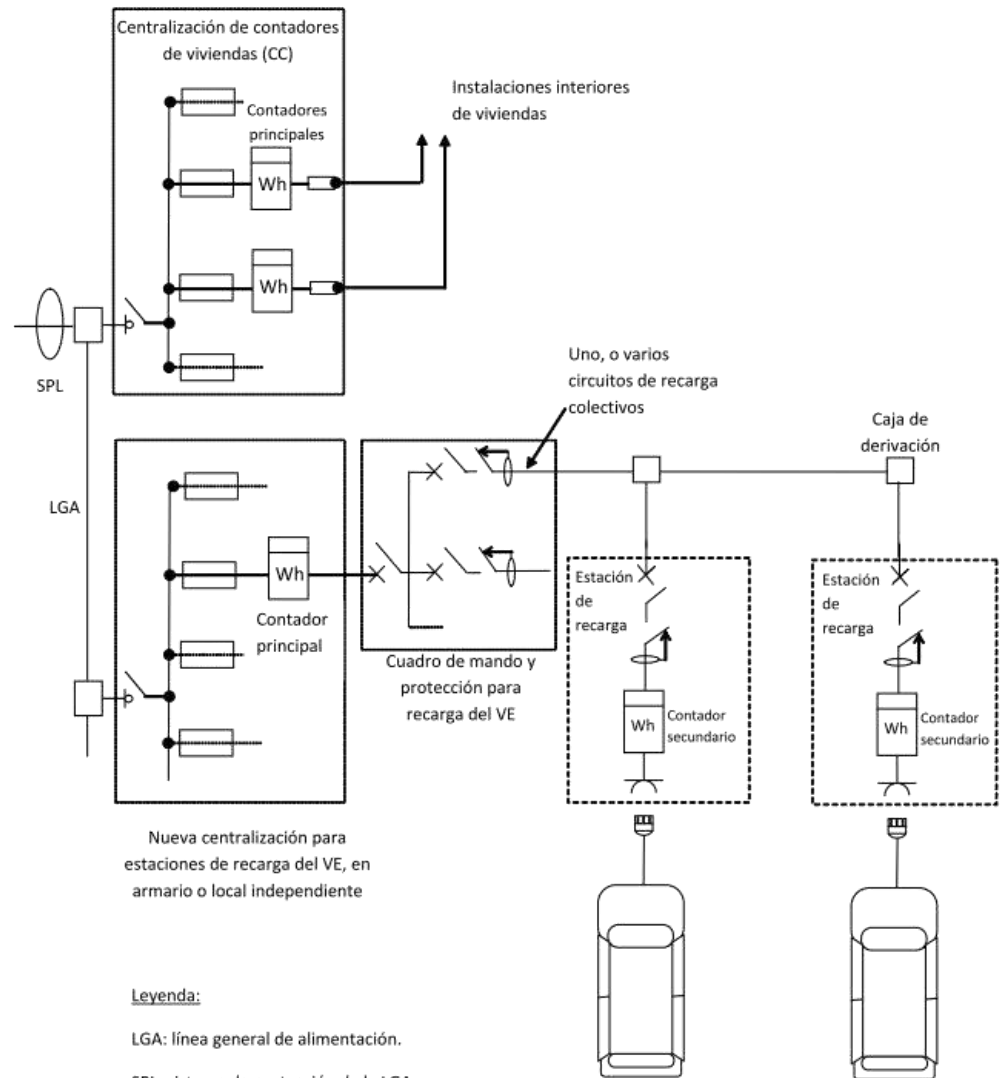 Centralización de contadores
de viviendas (CC)
Contadores
principales
Wh
Wh
Instalaciones interiores
de viviendas
SPL
LGA
Uno, o varios
circuitos de recarga
colectivos
Caja de
derivación
Wh
Contador
principal
Cuadro de mando y
protección para
recarga del VE
Estación
de
recarga
Wh
Contador
secundario
Estación
de
recarga
Wh
Contador
secundario
Nueva centralización para
estaciones de recarga del VE, en
armario o local independiente
Leyenda:
LGA: línea general de alimentación.